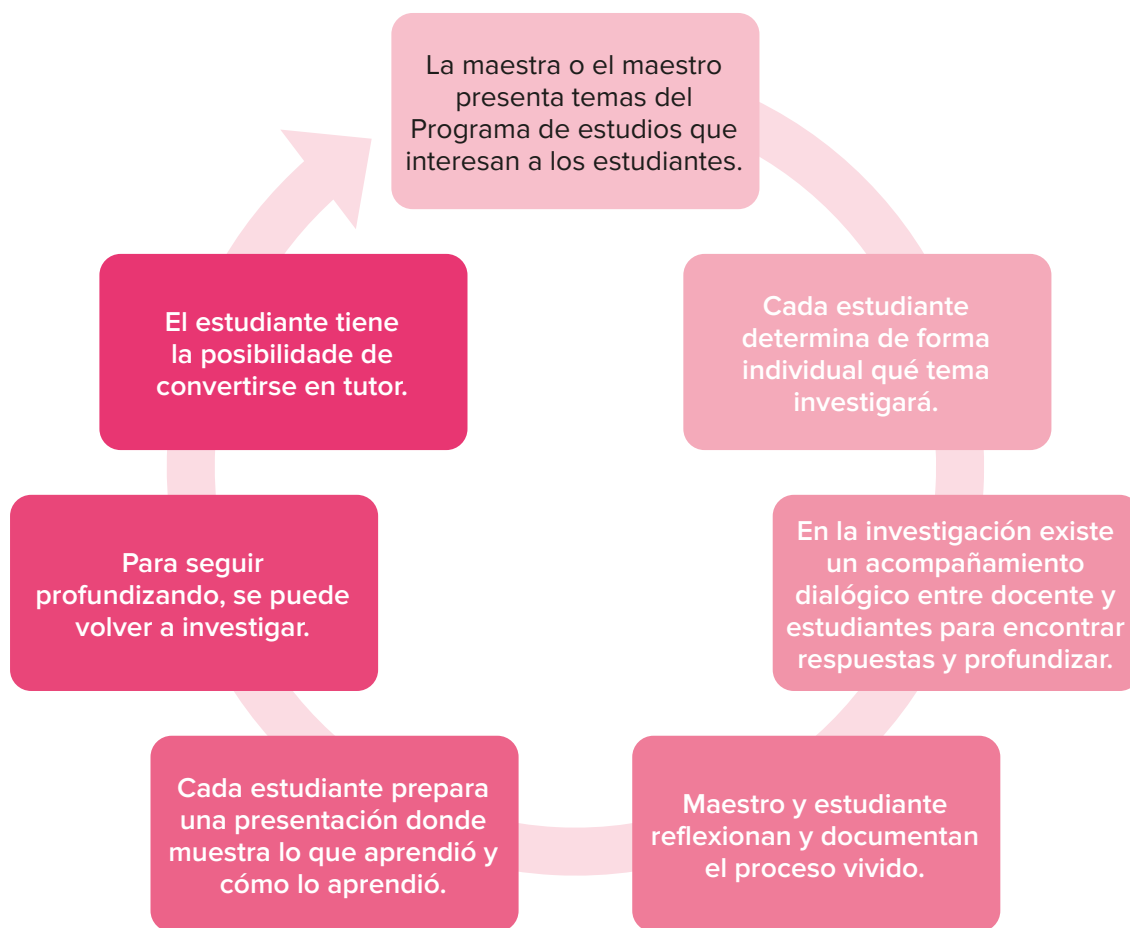 La maestra o el maestro
presenta temas del
Programa de estudios que
interesan a los estudiantes.
Cada estudiante
determina de forma
individual qué tema
investigará.
En la investigación existe
un acompañamiento
dialógico entre docente y
estudiantes para encontrar
respuestas y profundizar.
Maestro y estudiante
reflexionan y documentan
el proceso vivido.
Cada estudiante prepara
una presentación donde
muestra lo que aprendió y
cómo lo aprendió.
Para seguir
profundizando, se puede
volver a investigar.
El estudiante tiene
la posibilidade de
convertirse en tutor.